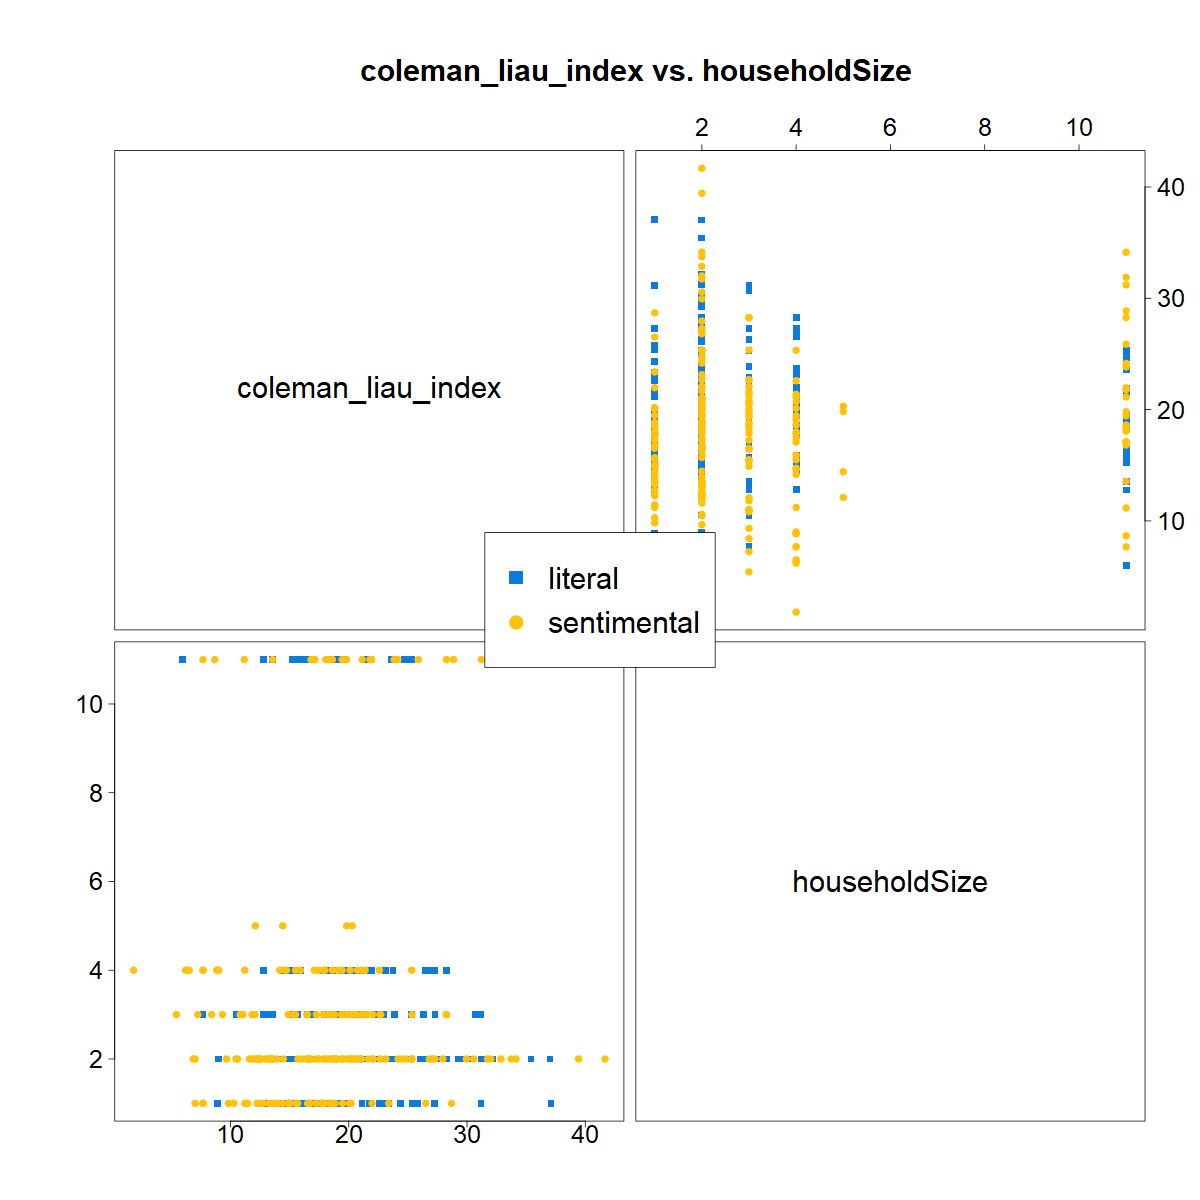 coleman_liau_index vs. householdSize
2 4 6 8 10
coleman_liau_index
40
30
20
10
literal
sentimental
10
8
6
4
2
householdSize
10 20 30 40